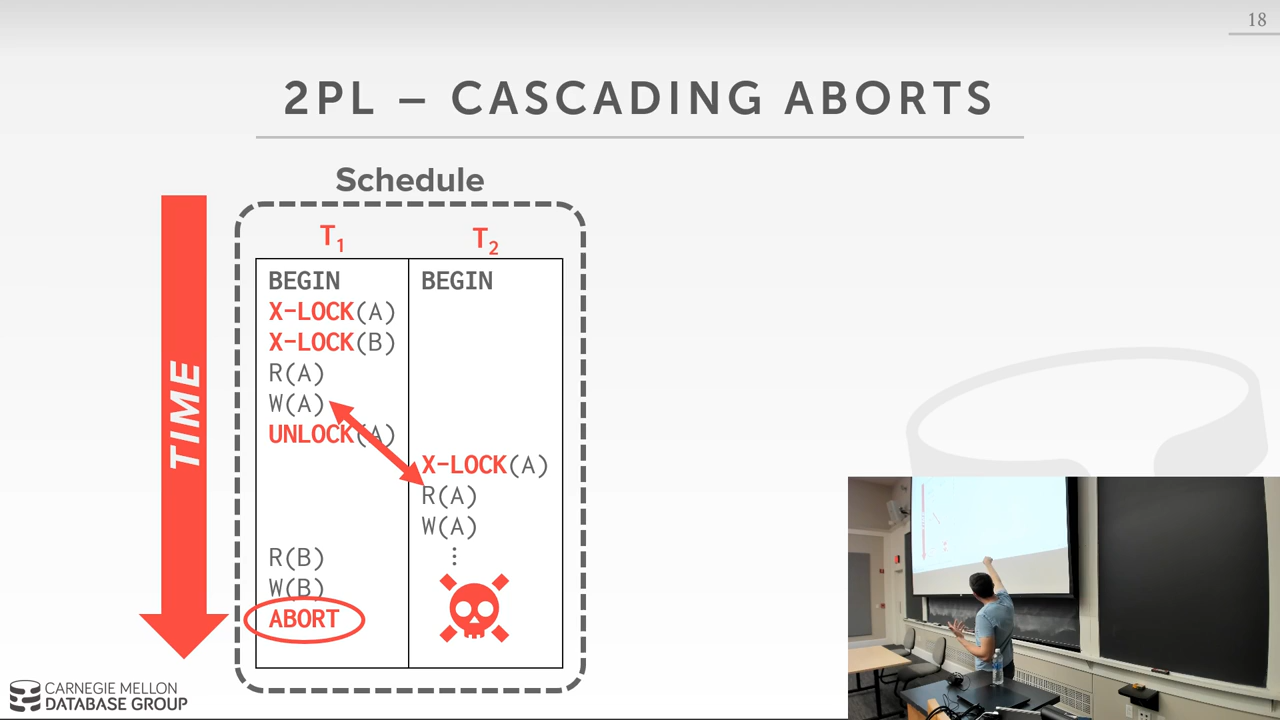 18
2PL – CASCADING ABORTS
Schedule
TIME
T1
T2
BEGIN
BEGIN
X-LOCK(A)
X-LOCK(B)
R(A)
W(A)
UNLOCK(A)
X-LOCK(A)
R(A)
W(A)
⋮
R(B)
W(B)
ABORT
CARNEGIE MELLON
DATABASE GROUP